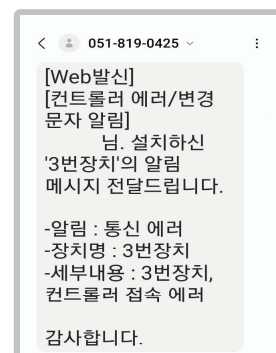 051-819-0425
[Web발신]
[컨트롤러 에러/변경
문자 알림]
님. 설치하신
'3번장치'의 알림
메시지 전달드립니다.
-알림 : 통신 에러
-장치명 : 3번장치
-세부내용 : 3번장치,
컨트롤러 접속 에러
감사합니다.